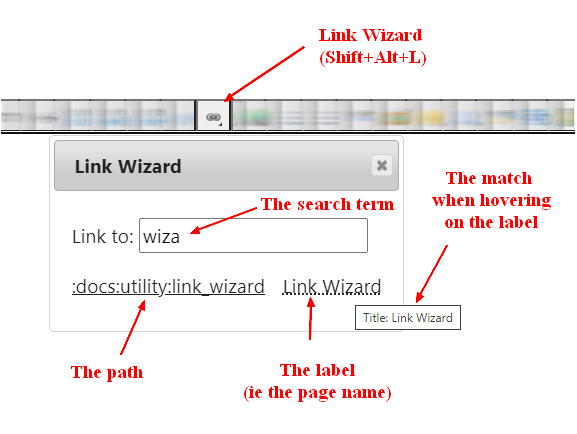 Link Wizard
(Shift+Alt+L)
Link Wizard
The search term
The match
when hovering
on the label
Link to: wiza
:docs:utility:link_wizard Link Wizard
Title: Link Wizard
The path
The label
(ie the page name)